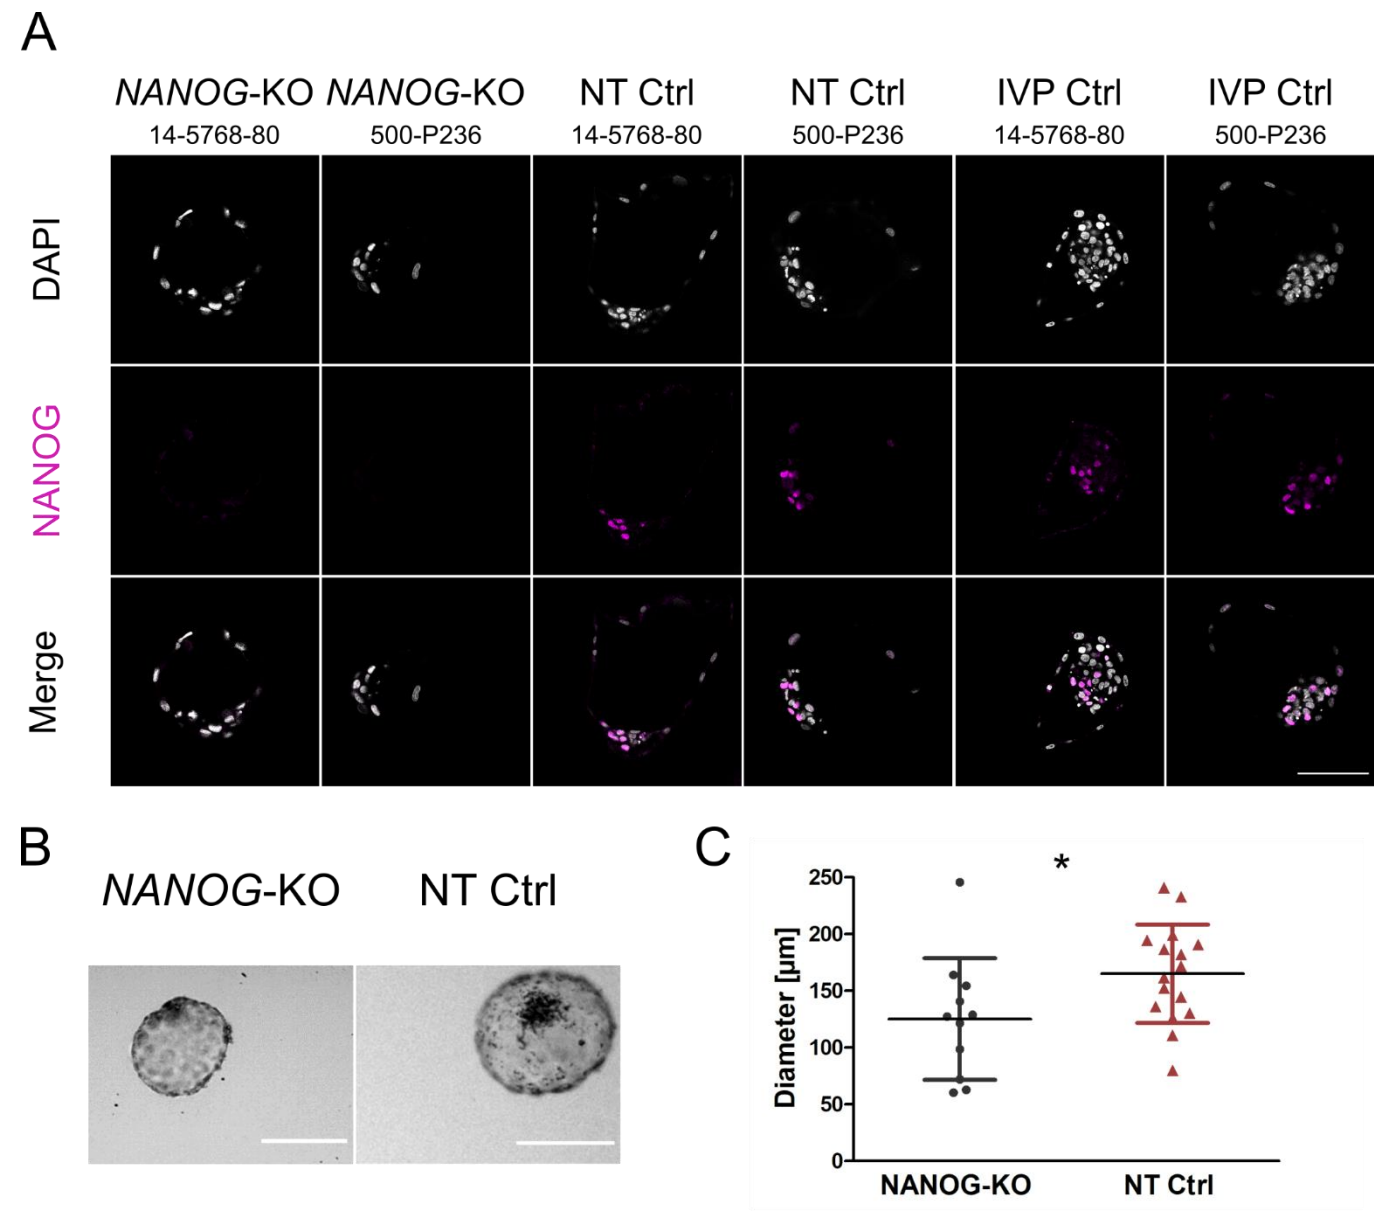 A
NANOG-KO NANOG-KO NT Ctrl NT Ctrl IVP Ctrl IVP Ctrl
14-5768-80 500-P236 14-5768-80 500-P236 14-5768-80 500-P236
DAPI
NANOG
Merge
B
NANOG-KO NT Ctrl
C
*
250
200
150
100
50
0
Diameter [µm]
NANOG-KO NT Ctrl